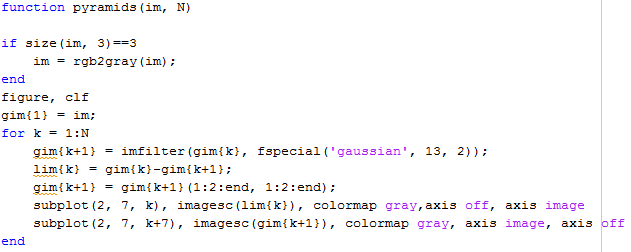 function pyramids(im, N)
if size(im, 3)==3
    im = rgb2gray(im);
end
figure, clf
gim{1} = im;
for k = 1:N
    gim{k+1} = imfilter(gim{k}, fspecial('gaussian', 13, 2));
    lim{k} = gim{k}-gim{k+1};
    gim{k+1} = gim{k+1}(1:2:end, 1:2:end);
    subplot(2, 7, k), imagesc(lim{k}), colormap gray,axis off, axis image
    subplot(2, 7, k+7), imagesc(gim{k+1}), colormap gray, axis image, axis off
end